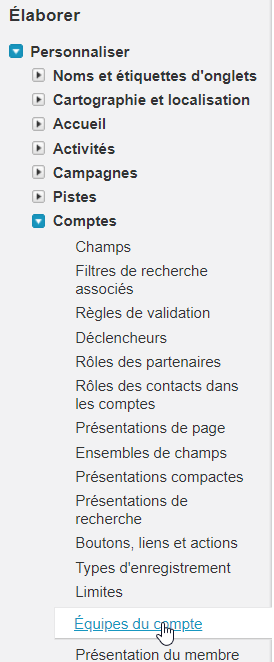 Élaborer
Personnaliser
Noms et étiquettes d'onglets
Cartographie et localisation
Accueil
Activités
Campagnes
Pistes
Comptes
Champs
Filtres de recherche
associés
Règles de validation
Déclencheurs
Rôles des partenaires
Rôles des contacts dans
les comptes
Présentations de page
Ensembles de champs
Présentations compactes
Présentations de
recherche
Boutons, liens et actions
Types d'enregistrement
Limites
Équipes du compte
Présentation du membre